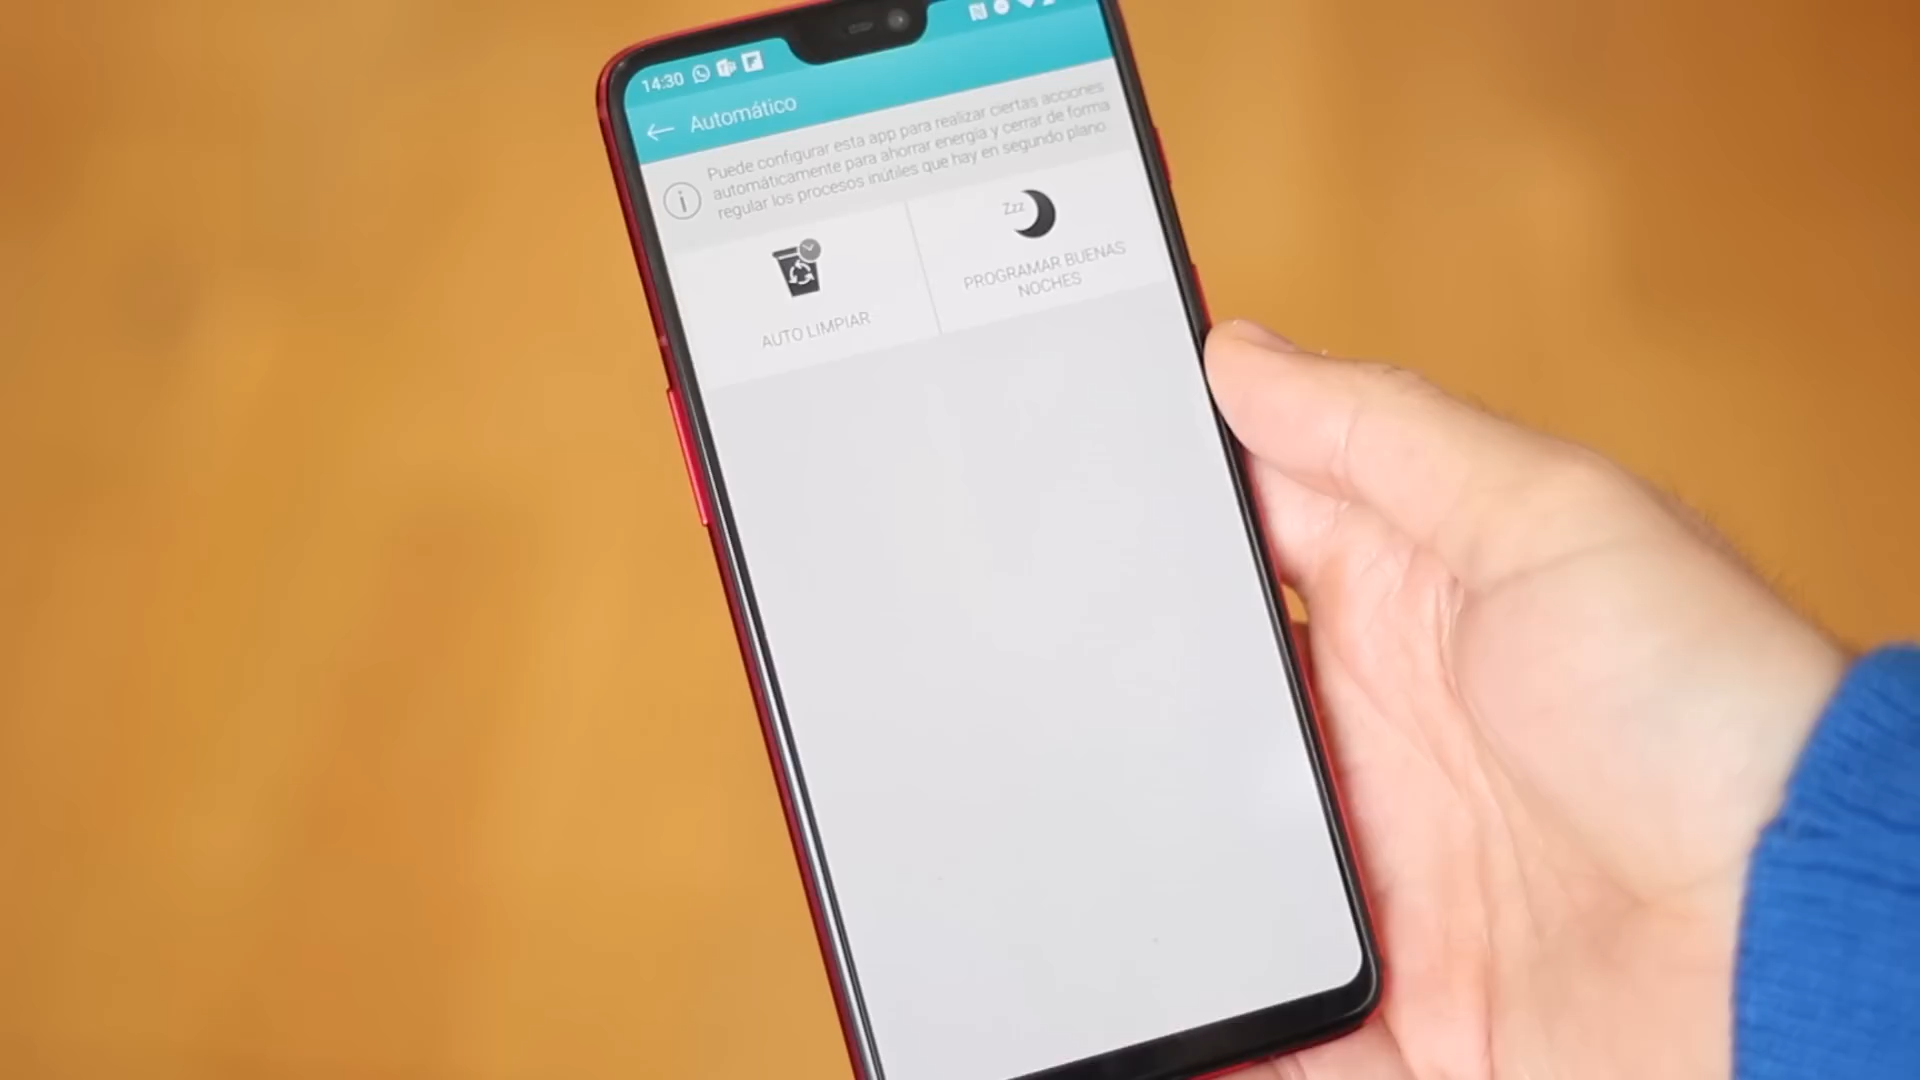 14:30
Automático
Puede configurar esta app para realizar ciertas acciones
automáticamente para ahorrar energía y cerrar de forma
regular los procesos inútiles que hay en segundo plano
Zzz
PROGRAMAR BUENAS
NOCHES
AUTO LIMPIAR